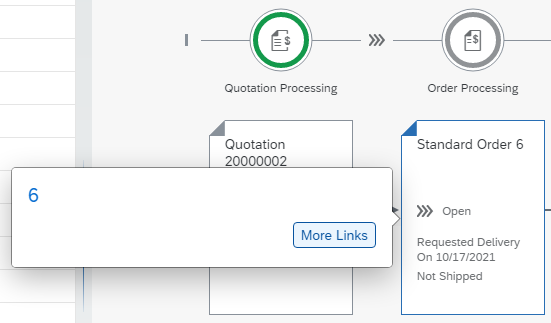 Quotation Processing
Order Processing
Quotation
20000002
Standard Order 6
6
More Links
Open
Requested Delivery
On 10/17/2021
Not Shipped